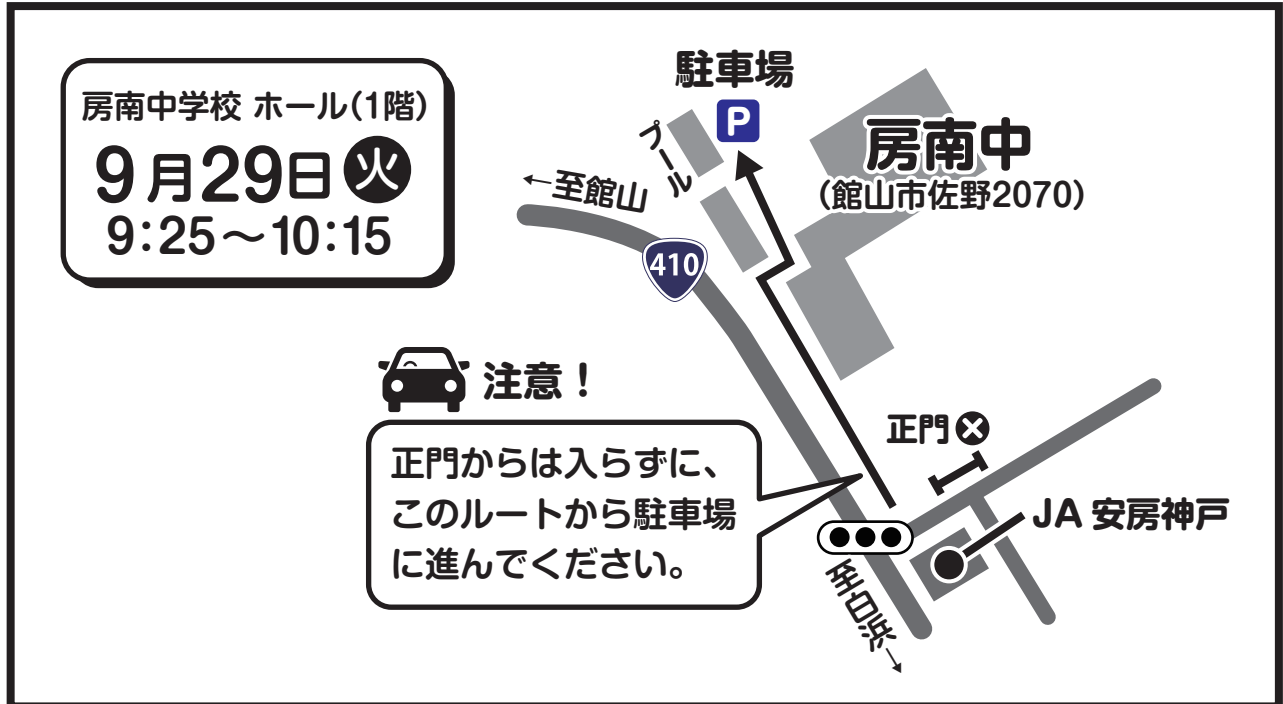 房南中学校 ホール(1階)
9月29日 火
9:25～10:15
駐車場
P
プール
房南中
(館山市佐野2070)
←至館山
410
注意！
正門からは入らずに、
このルートから駐車場
に進んでください。
正門
JA 安房神戸
至白浜→